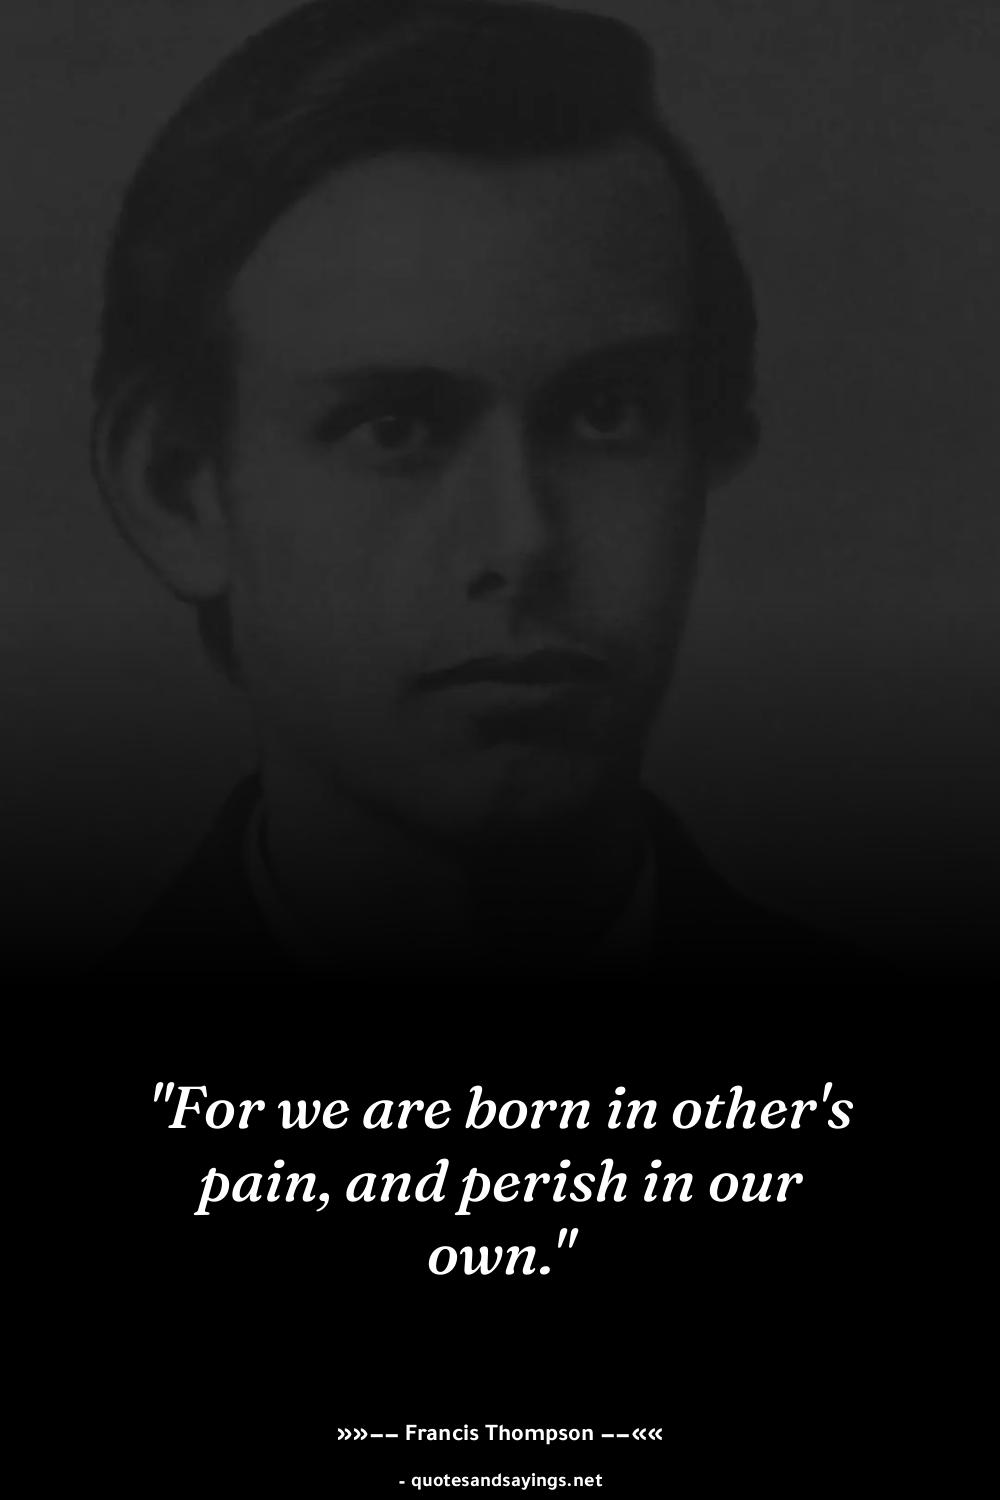 "For we are born in other's
pain, and perish in our
own."
»»–– Francis Thompson ––««
- quotesandsayings.net